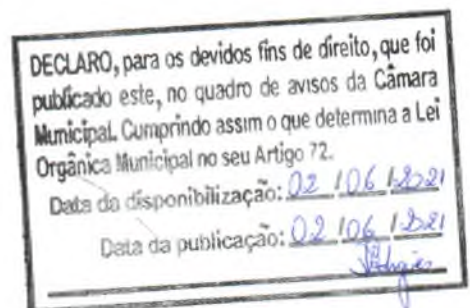 DECLARO, para os devidos fins de direito, que foi
publicado este, no quadro de avisos da Câmara
Municipal. Cumprindo assim o que determina a Lei
Orgânica Municipal no seu Artigo 72.
Data da disponibilização: 02 / 06 / 2021
Data da publicação: 02 / 06 / 2021